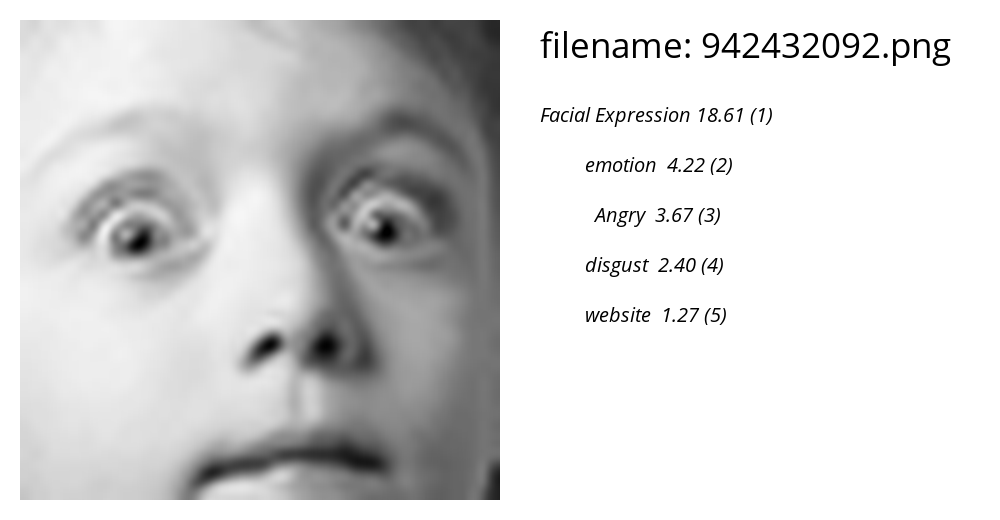 filename: 942432092.png
Facial Expression 18.61 (1)
emotion 4.22 (2)
Angry 3.67 (3)
disgust 2.40 (4)
website 1.27 (5)